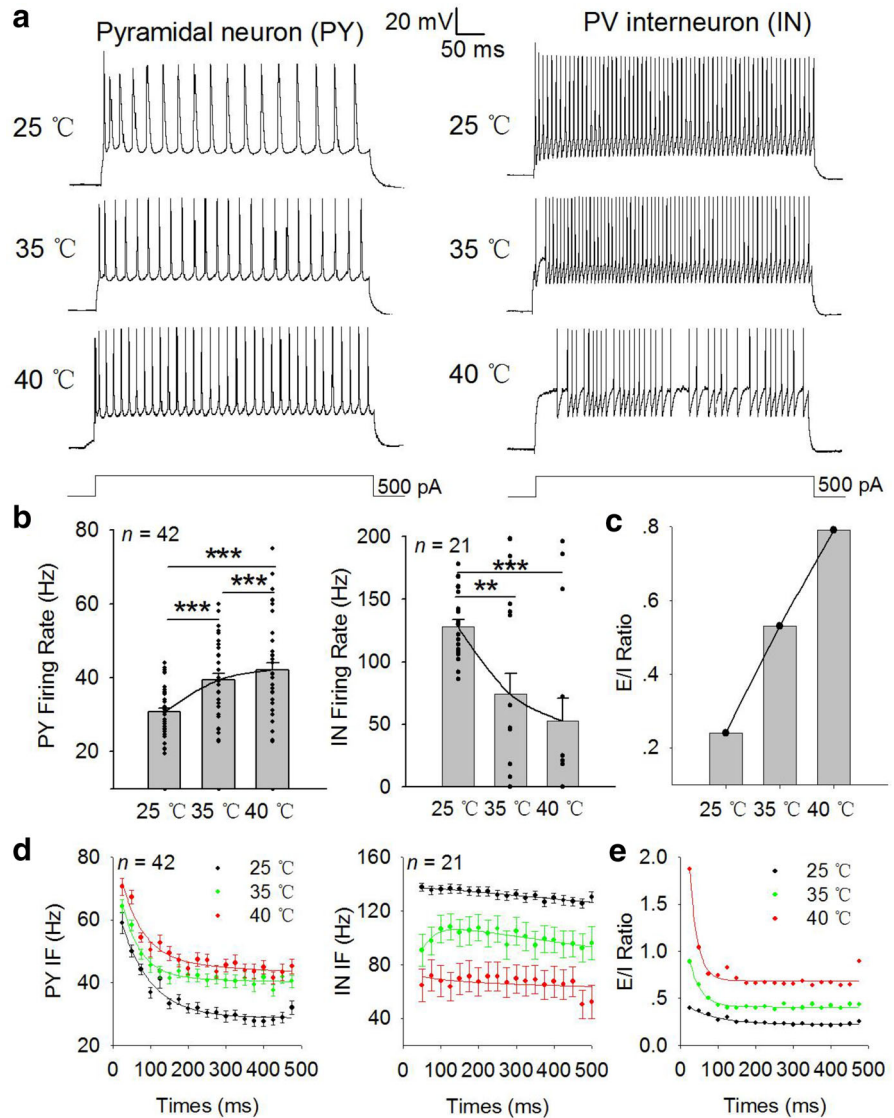 a
Pyramidal neuron (PY)
20 mV
50 ms
PV interneuron (IN)
25 ℃
25 ℃
35 ℃
35 ℃
40 ℃
40 ℃
500 pA
500 pA
b
n = 42
***
***
***
PY Firing Rate (Hz)
80
60
40
20
25 ℃ 35 ℃ 40 ℃
n = 21
***
**
IN Firing Rate (Hz)
200
150
100
50
0
25 ℃ 35 ℃ 40 ℃
c
E/I Ratio
.8
.6
.4
.2
25 ℃ 35 ℃ 40 ℃
d
n = 42
25 ℃
35 ℃
40 ℃
PY IF (Hz)
80
60
40
20
0 100 200 300 400 500
Times (ms)
n = 21
IN IF (Hz)
160
120
80
40
0 100 200 300 400 500
Times (ms)
e
25 ℃
35 ℃
40 ℃
E/I Ratio
2.0
1.5
1.0
.5
0.0
0 100 200 300 400 500
Times (ms)